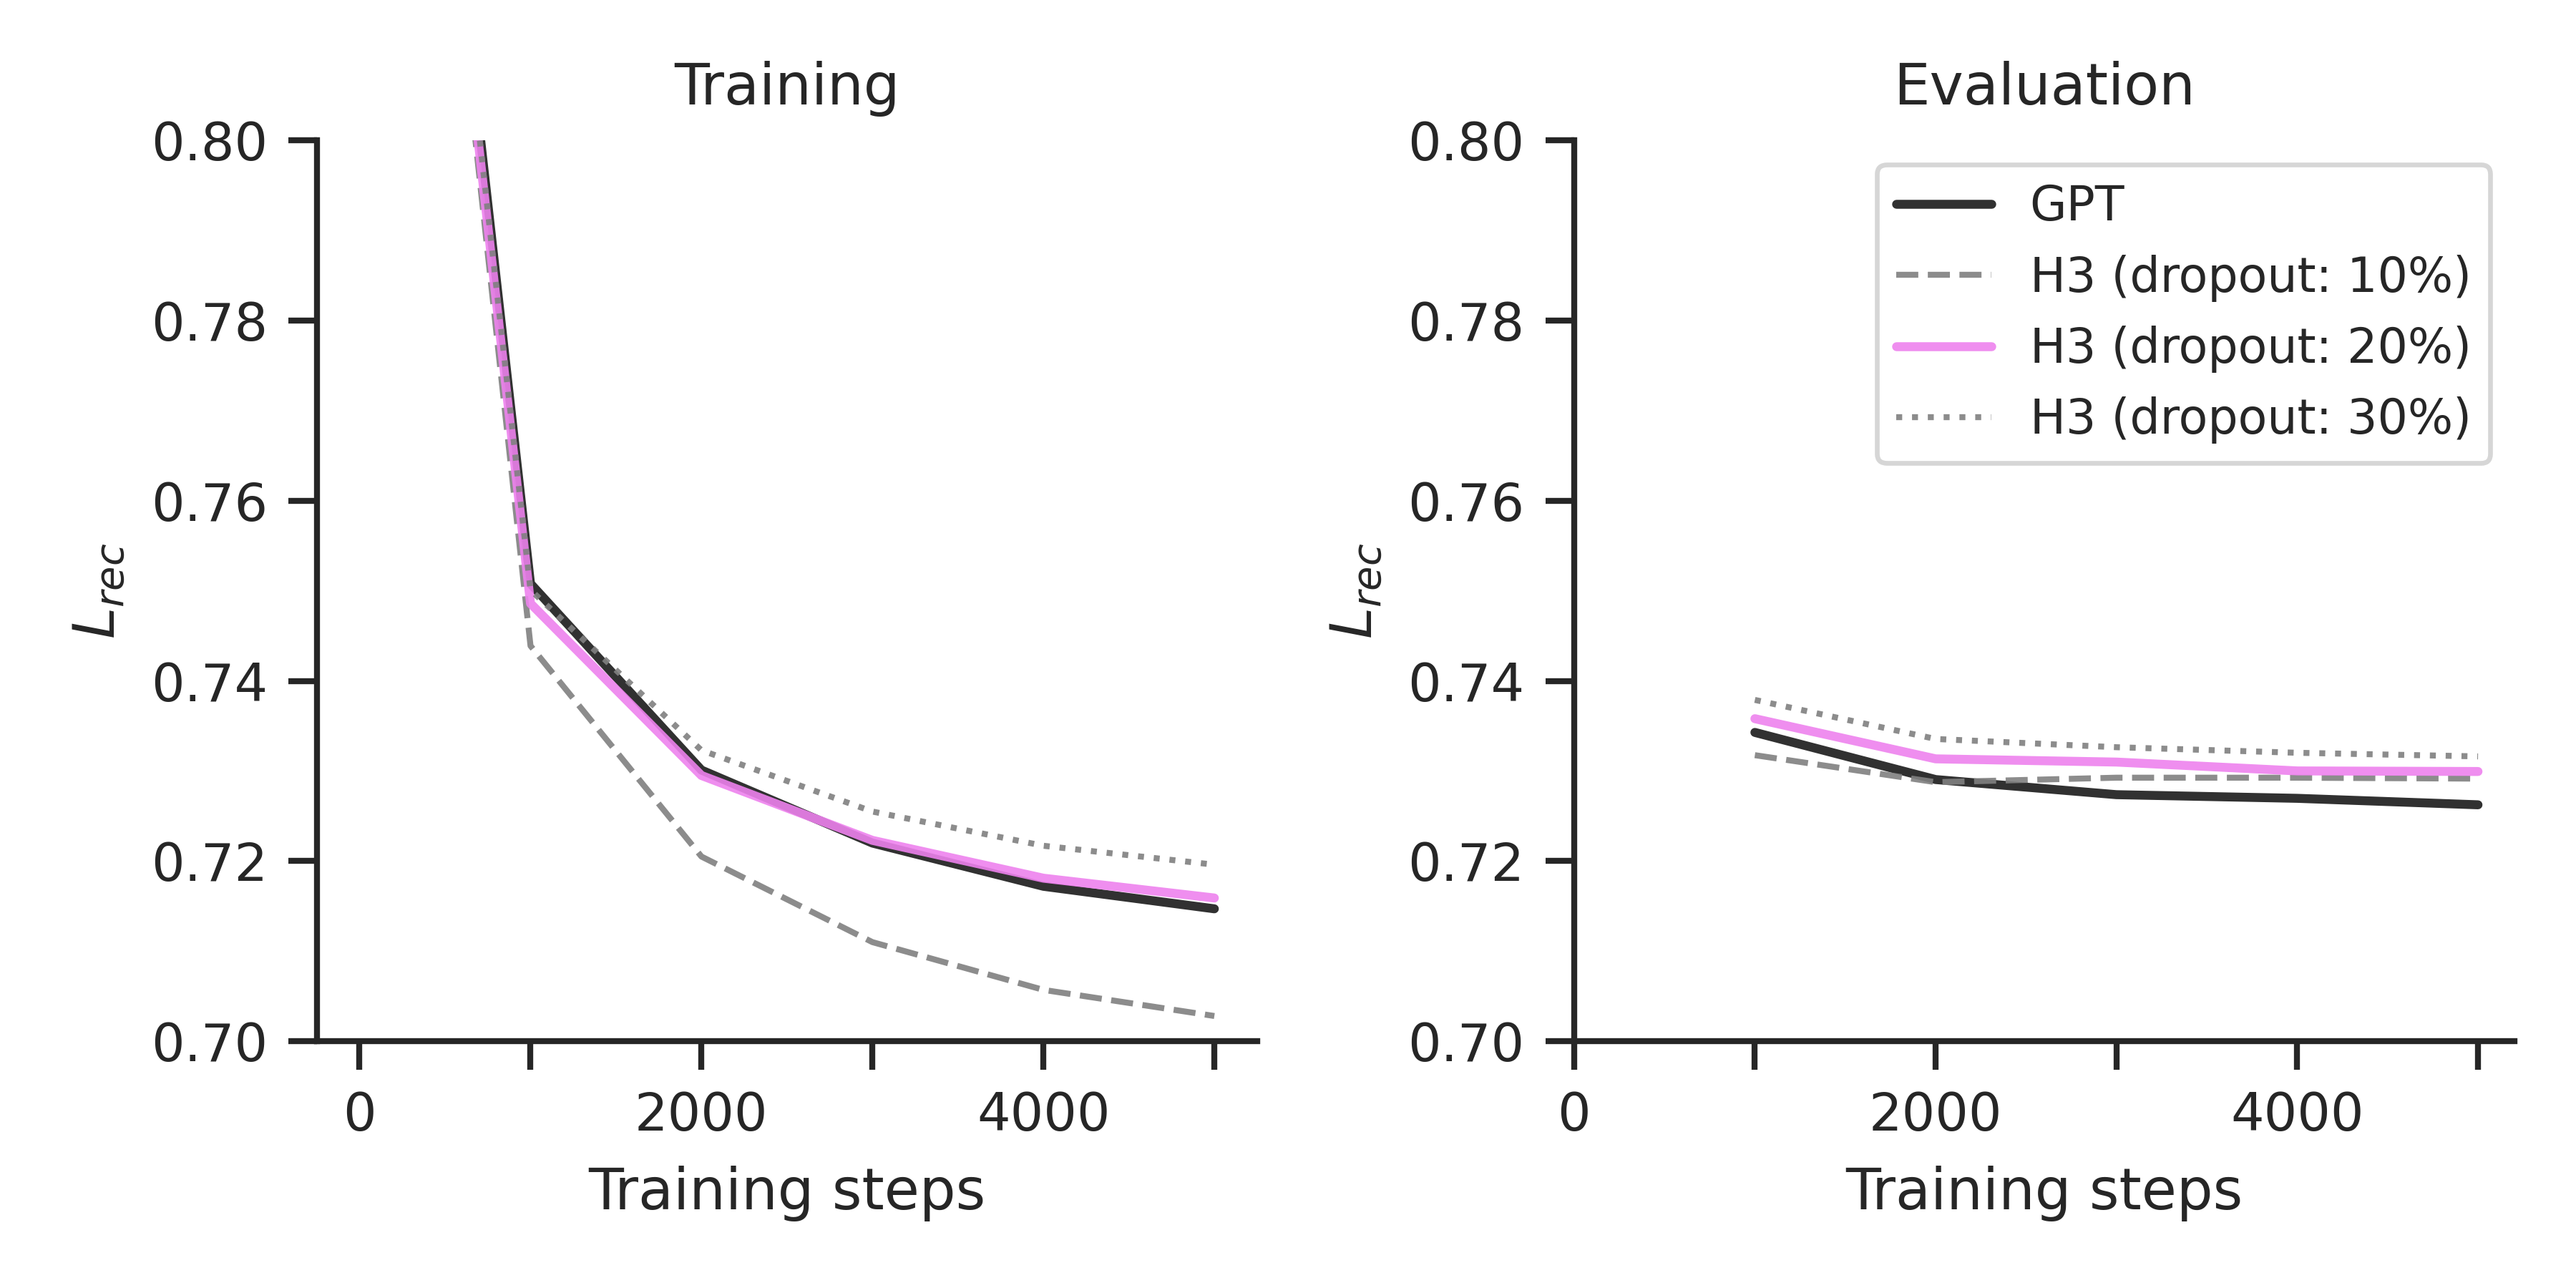 Training
0.80
0.78
0.76
0.74
0.72
0.70
L_rec
0 2000 4000
Training steps
Evaluation
0.80
0.78
0.76
0.74
0.72
0.70
L_rec
GPT
H3 (dropout: 10%)
H3 (dropout: 20%)
H3 (dropout: 30%)
0 2000 4000
Training steps